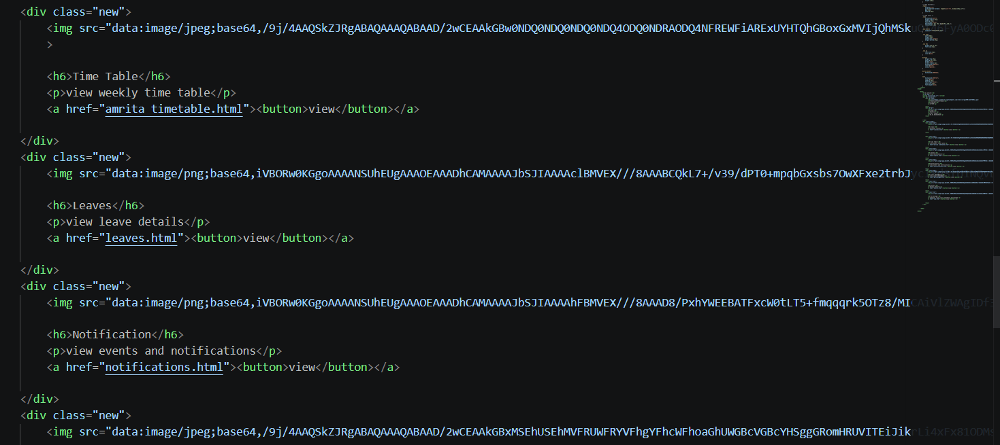 <div class="new">
<img src="data:image/jpeg;base64,/9j/4AAQSkZJRgABAQAAAQABAAD/2wCEAAkGBw0NDQ0NDQ0NDQ0NDQ4ODQ0NDRAODQ4NFREWFiARExUYHTQhGBoxGxMVIjQhMSk
>
<h6>Time Table</h6>
<p>view weekly time table</p>
<a href="amrita timetable.html"><button>view</button></a>
</div>
<div class="new">
<img src="data:image/png;base64,iVBORw0KGgoAAAANSUhEUgAAAOEAAADhCAMAAAAJbSJIAAAAclBMVEX///8AAABCQkL7+/v39/dPT0+mpqbGxsbs7OwXFxe2trbJ
<h6>Leaves</h6>
<p>view leave details</p>
<a href="leaves.html"><button>view</button></a>
</div>
<div class="new">
<img src="data:image/png;base64,iVBORw0KGgoAAAANSUhEUgAAAOEAAADhCAMAAAAJbSJIAAAAhFBMVEX///8AAAD8/PxhYWEEBATFxcW0tLT5+fmqqqrk5OTz8/MI
<h6>Notification</h6>
<p>view events and notifications</p>
<a href="notifications.html"><button>view</button></a>
</div>
<div class="new">
<img src="data:image/jpeg;base64,/9j/4AAQSkZJRgABAQAAAQABAAD/2wCEAAkGBxMSEhUSEhMVFRUWFRYVFhgYFhcWFhoaGhUWGBcVGBcYHSggGRomHRUVITEiJik